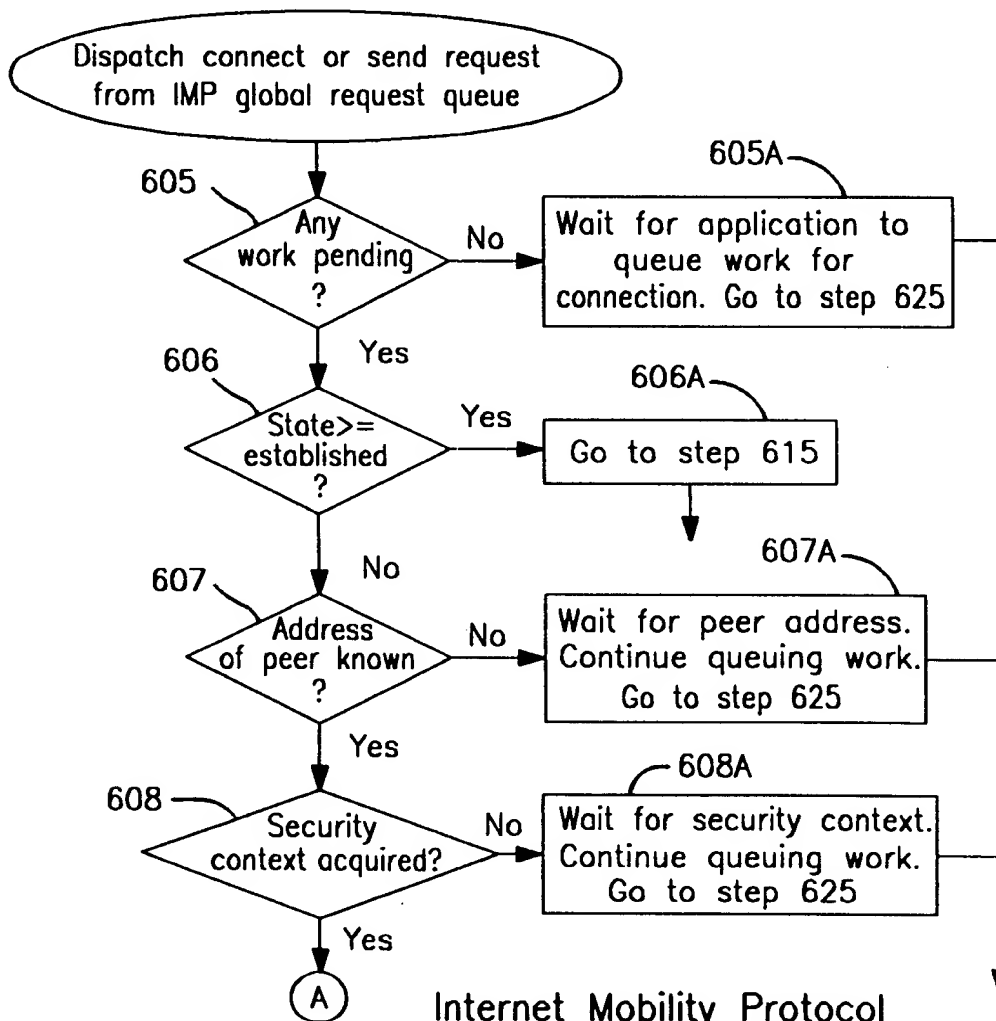 Dispatch connect or send request
from IMP global request queue
605
Any
work pending
?
No
605A
Wait for application to
queue work for
connection. Go to step 625
Yes
606
State>=
established
?
Yes
606A
Go to step 615
No
607
Address
of peer known
?
No
607A
Wait for peer address.
Continue queuing work.
Go to step 625
Yes
608
Security
context acquired?
No
608A
Wait for security context.
Continue queuing work.
Go to step 625
Yes
A
Internet Mobility Protocol